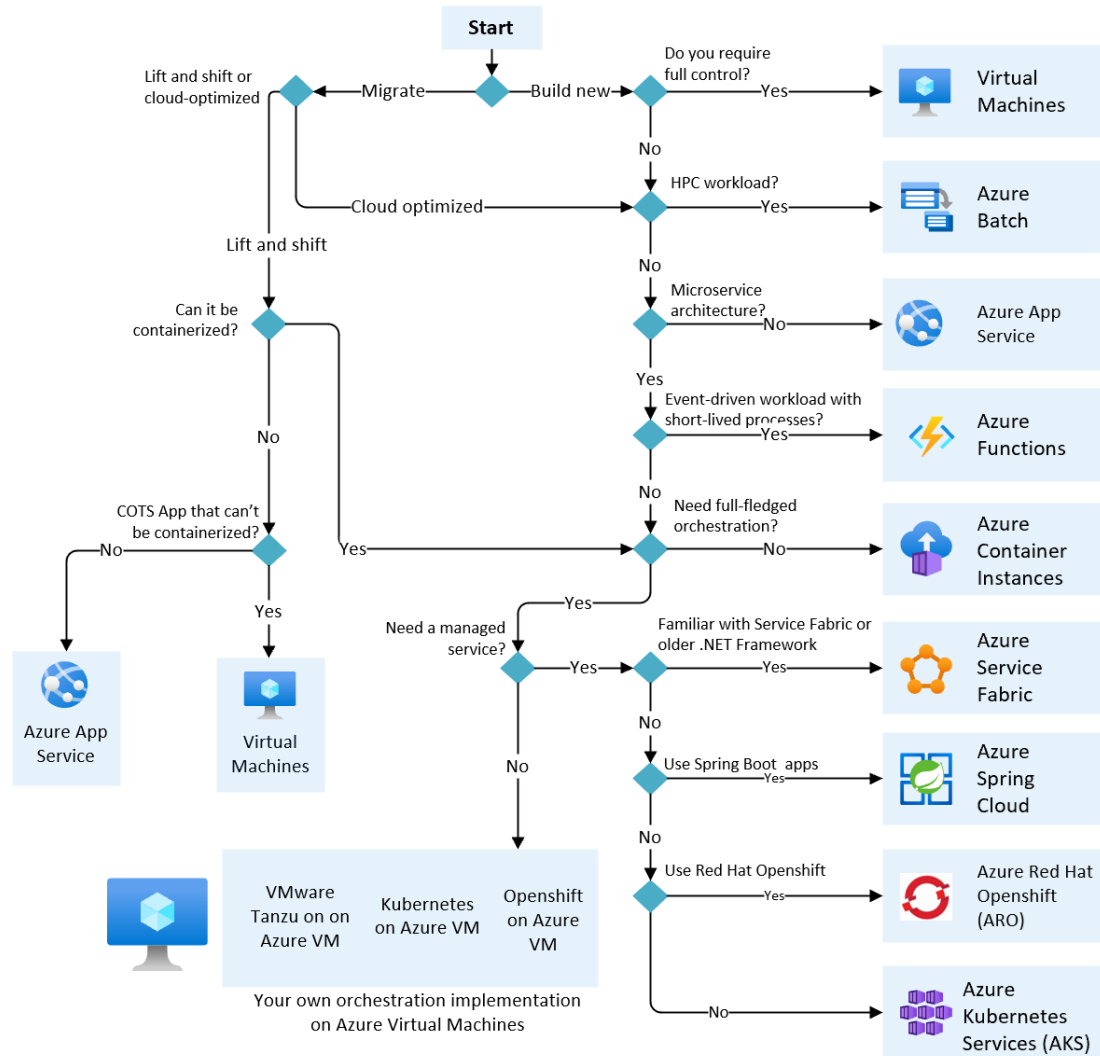 Start
Do you require
full control?
Lift and shift or
cloud-optimized
Migrate
Build new
Yes
Virtual
Machines
No
HPC workload?
Cloud optimized
Yes
Azure
Batch
Lift and shift
No
Can it be
containerized?
Microservice
architecture?
No
Azure App
Service
Yes
Event-driven workload with
short-lived processes?
Yes
Azure
Functions
No
No
COTS App that can't
be containerized?
Need full-fledged
orchestration?
No
Yes
No
Azure
Container
Instances
Yes
Yes
Need a managed
service?
Yes
Familiar with Service Fabric or
older .NET Framework
Yes
Azure
Service
Fabric
Azure App
Service
Virtual
Machines
No
No
Use Spring Boot  apps
Yes
Azure
Spring
Cloud
No
Use Red Hat Openshift
Yes
Azure Red Hat
Openshift
(ARO)
VMware
Tanzu on on
Azure VM
Kubernetes
on Azure VM
Openshift
on Azure
VM
Your own orchestration implementation
on Azure Virtual Machines
No
Azure
Kubernetes
Services (AKS)